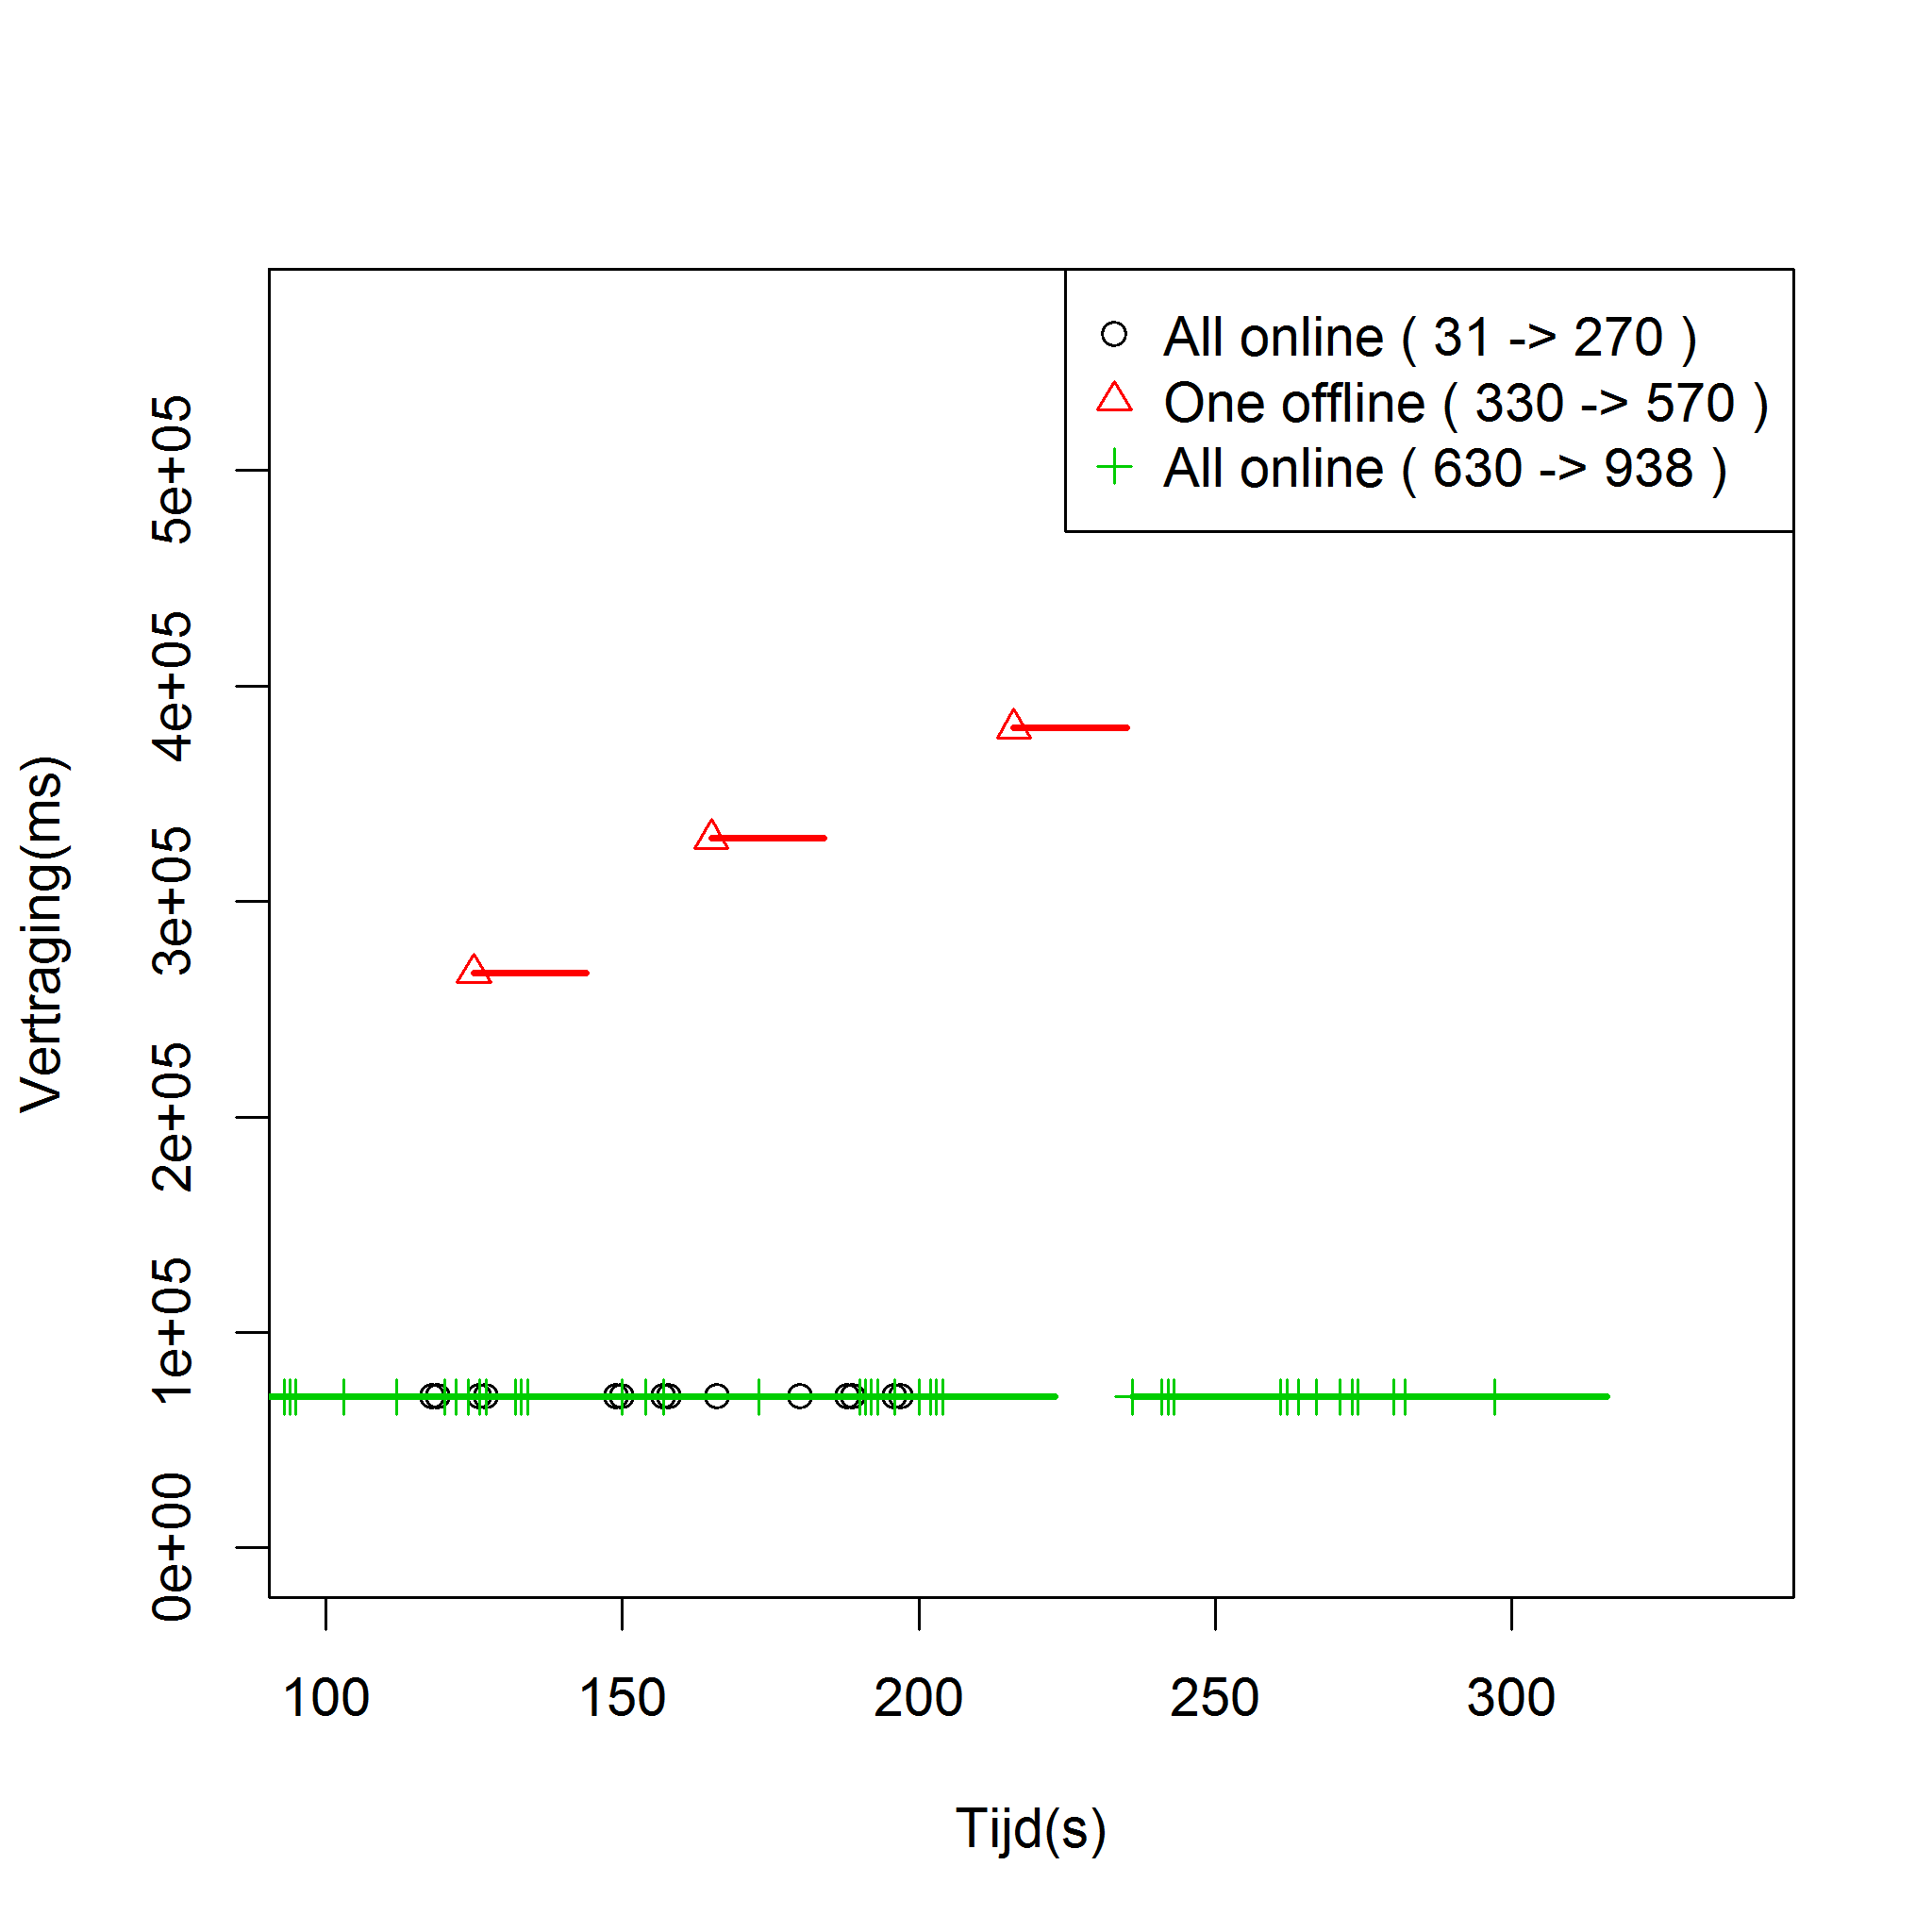 All online ( 31 -> 270 )
One offline ( 330 -> 570 )
All online ( 630 -> 938 )
Vertraging(ms)
5e+05
4e+05
3e+05
2e+05
1e+05
0e+00
100 150 200 250 300
Tijd(s)